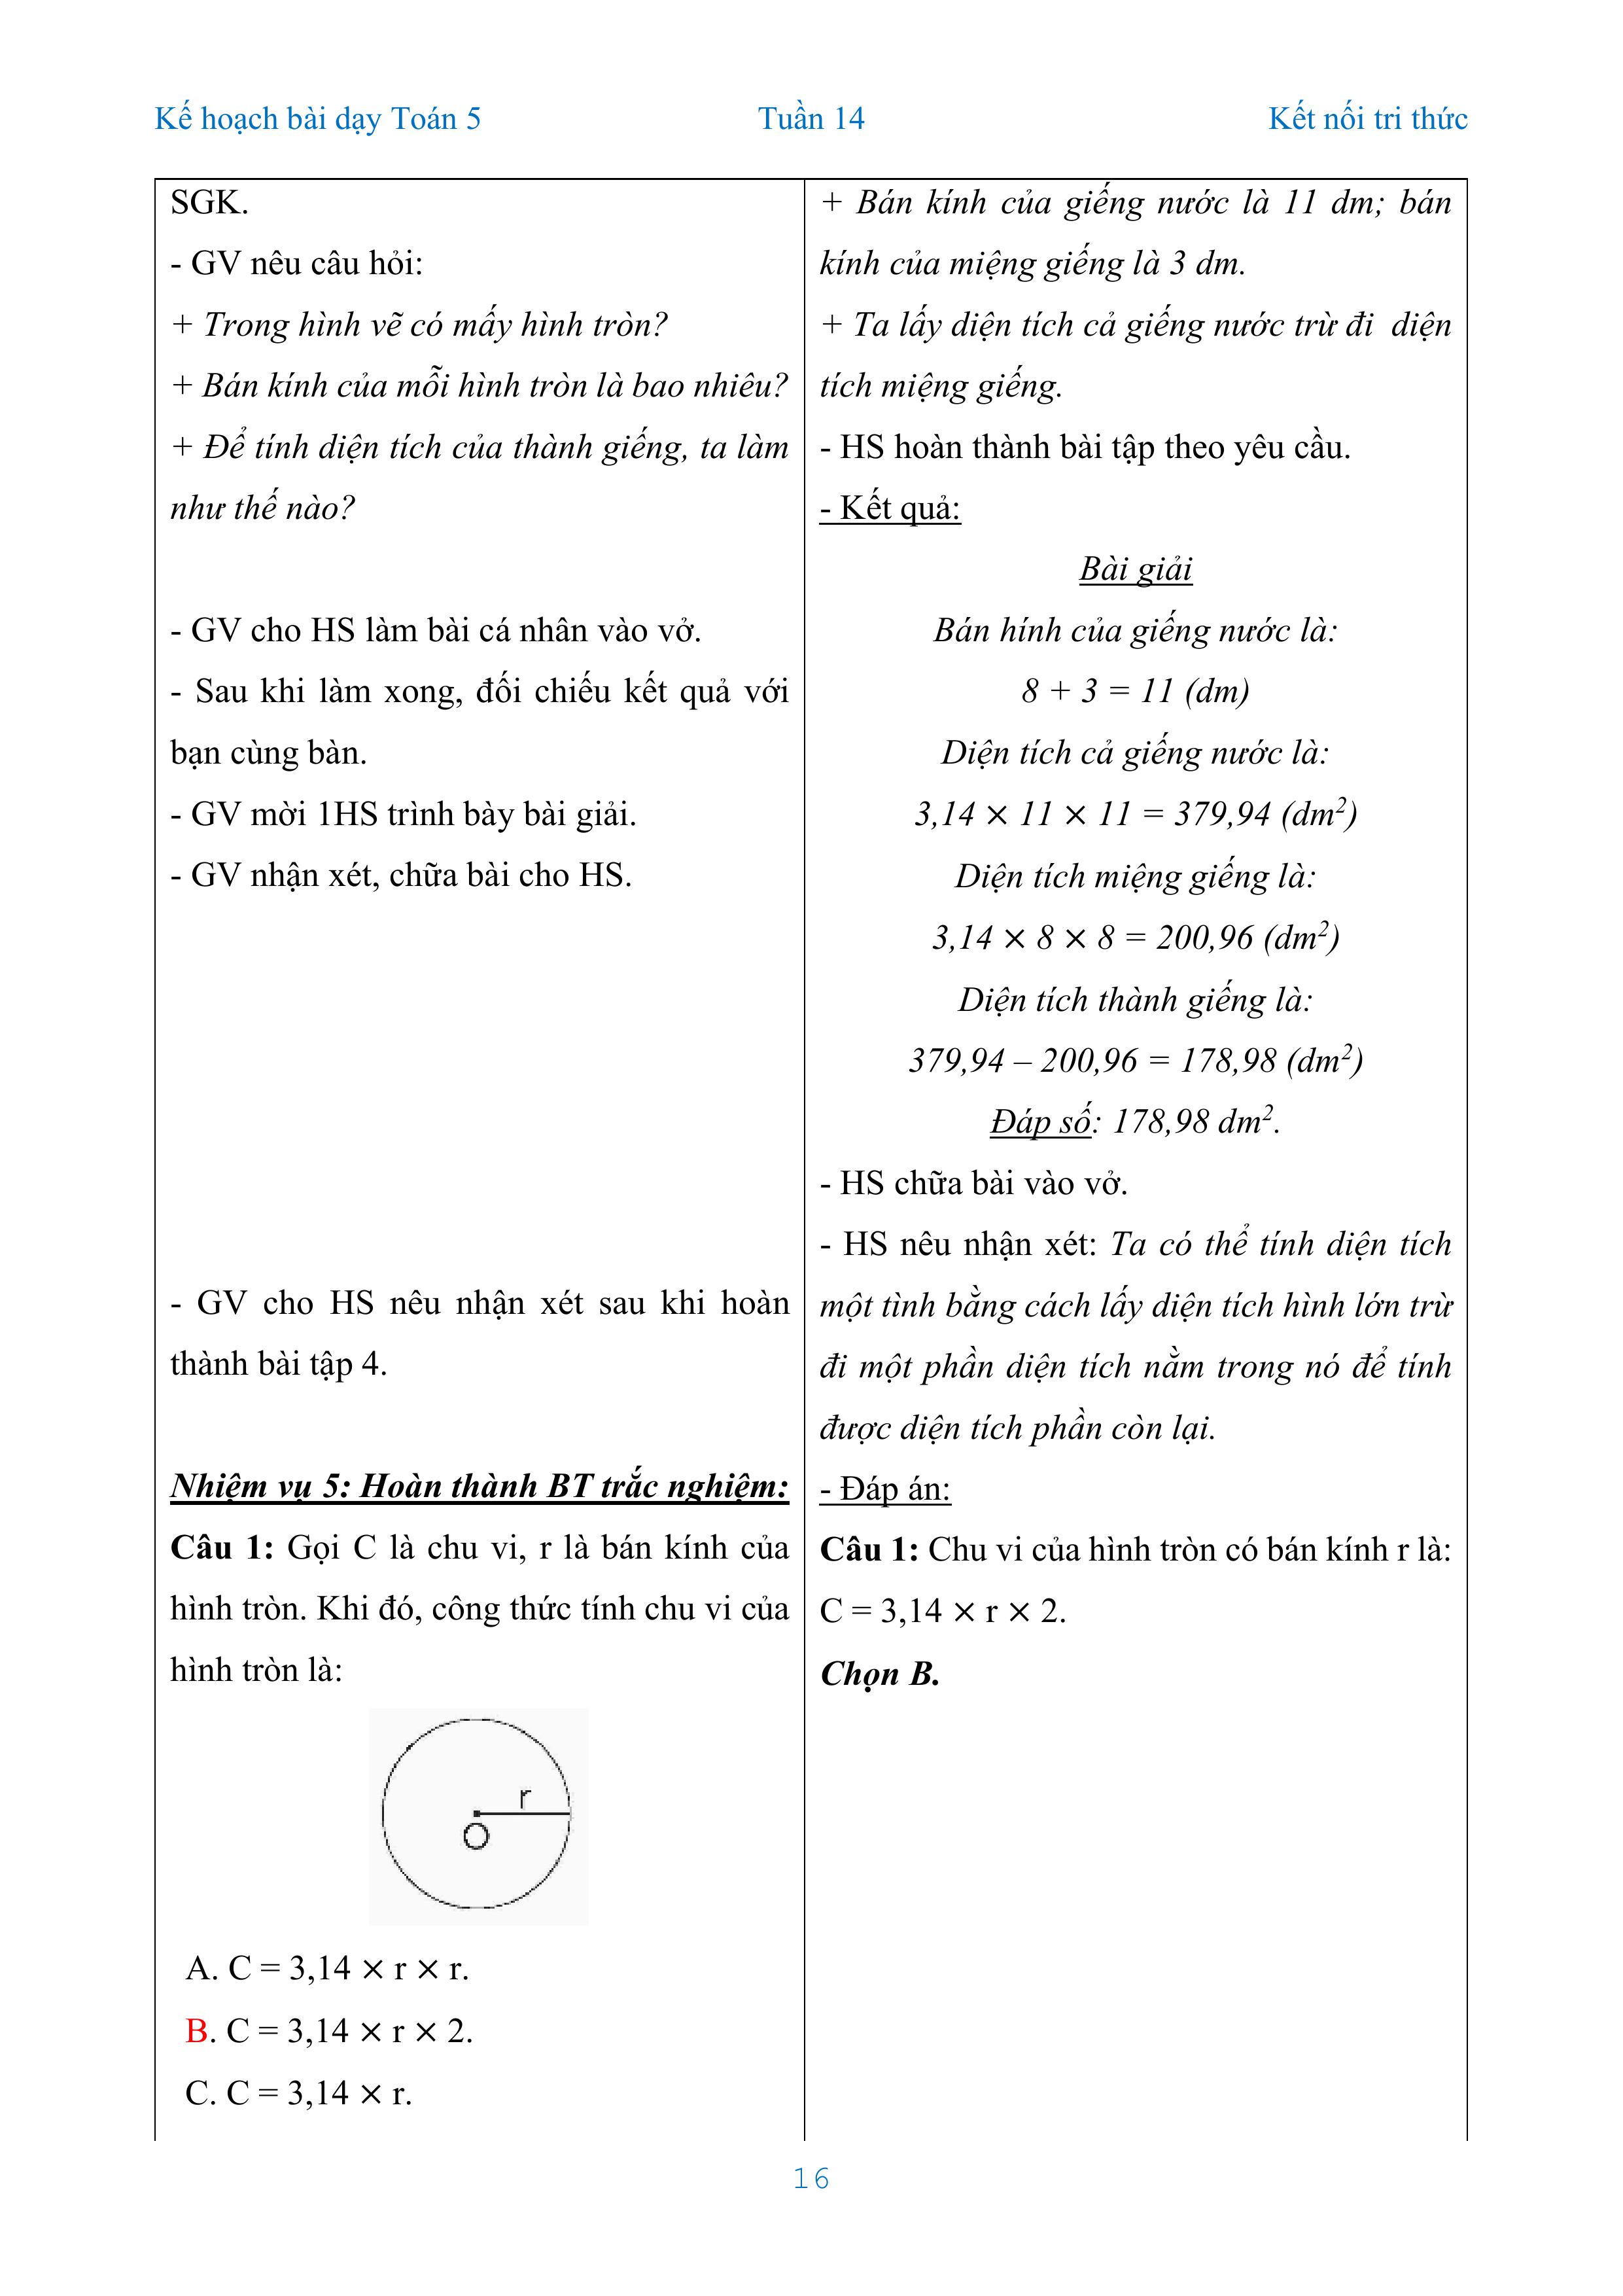 Kế hoạch bài dạy Toán 5 Tuần 14 Kết nối tri thức
SGK.
- GV nêu câu hỏi:
+ Trong hình vẽ có mấy hình tròn?
+ Bán kính của mỗi hình tròn là bao nhiêu?
+ Để tính diện tích của thành giếng, ta làm
như thế nào?
- GV cho HS làm bài cá nhân vào vở.
- Sau khi làm xong, đối chiếu kết quả với
bạn cùng bàn.
- GV mời 1HS trình bày bài giải.
- GV nhận xét, chữa bài cho HS.
- GV cho HS nêu nhận xét sau khi hoàn
thành bài tập 4.
Nhiệm vụ 5: Hoàn thành BT trắc nghiệm:
Câu 1: Gọi C là chu vi, r là bán kính của
hình tròn. Khi đó, công thức tính chu vi của
hình tròn là:
r
O
A. C = 3,14 × r × r.
B. C = 3,14 × r × 2.
C. C = 3,14 × r.
+ Bán kính của giếng nước là 11 dm; bán
kính của miệng giếng là 3 dm.
+ Ta lấy diện tích cả giếng nước trừ đi diện
tích miệng giếng.
- HS hoàn thành bài tập theo yêu cầu.
- Kết quả:
Bài giải
Bán hính của giếng nước là:
8 + 3 = 11 (dm)
Diện tích cả giếng nước là:
3,14 × 11 × 11 = 379,94 (dm²)
Diện tích miệng giếng là:
3,14 × 8 × 8 = 200,96 (dm²)
Diện tích thành giếng là:
379,94 – 200,96 = 178,98 (dm²)
Đáp số: 178,98 dm².
- HS chữa bài vào vở.
- HS nêu nhận xét: Ta có thể tính diện tích
một tình bằng cách lấy diện tích hình lớn trừ
đi một phần diện tích nằm trong nó để tính
được diện tích phần còn lại.
- Đáp án:
Câu 1: Chu vi của hình tròn có bán kính r là:
C = 3,14 × r × 2.
Chọn B.
16